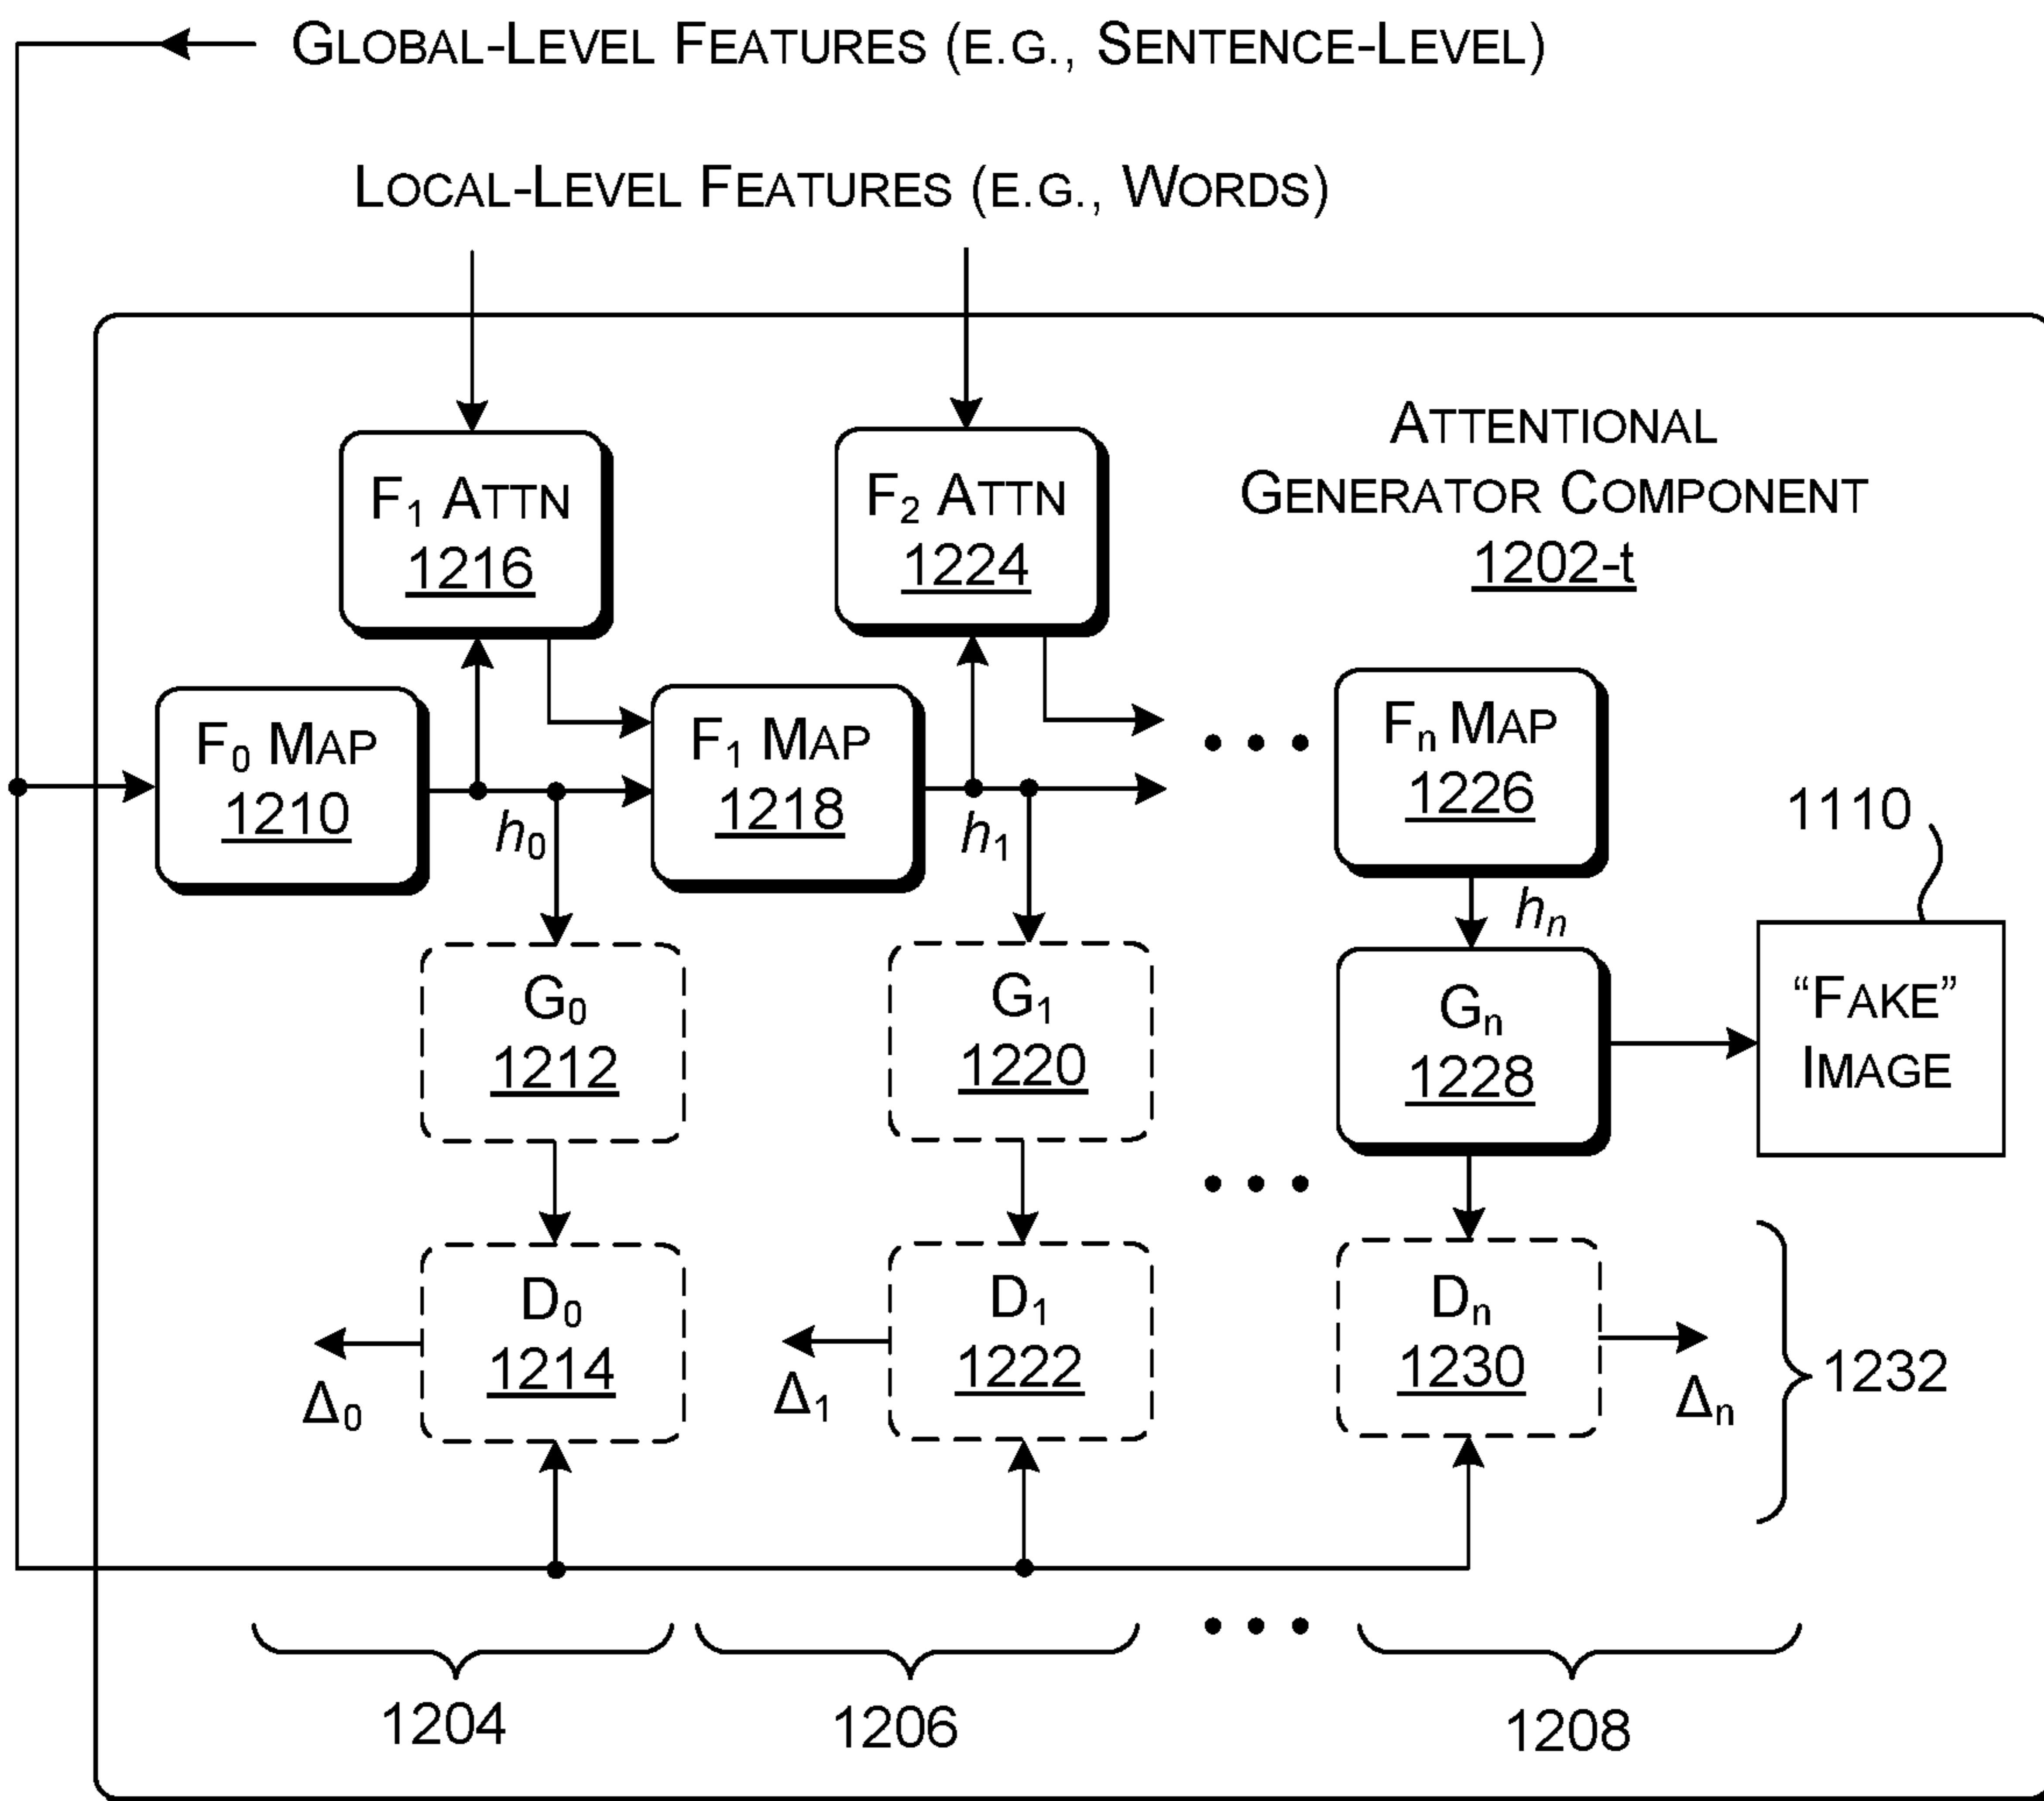 GLOBAL-LEVEL FEATURES (E.G., SENTENCE-LEVEL)
LOCAL-LEVEL FEATURES (E.G., WORDS)
ATTENTIONAL
GENERATOR COMPONENT
1202-t
F₁ ATTN
1216
F₂ ATTN
1224
F₀ MAP
1210
h₀
F₁ MAP
1218
h₁
• • •
Fₙ MAP
1226
hₙ
1110
G₀
1212
G₁
1220
Gₙ
1228
“FAKE”
IMAGE
• • •
D₀
1214
Δ₀
D₁
1222
Δ₁
Dₙ
1230
Δₙ
1232
• • •
1204
1206
1208